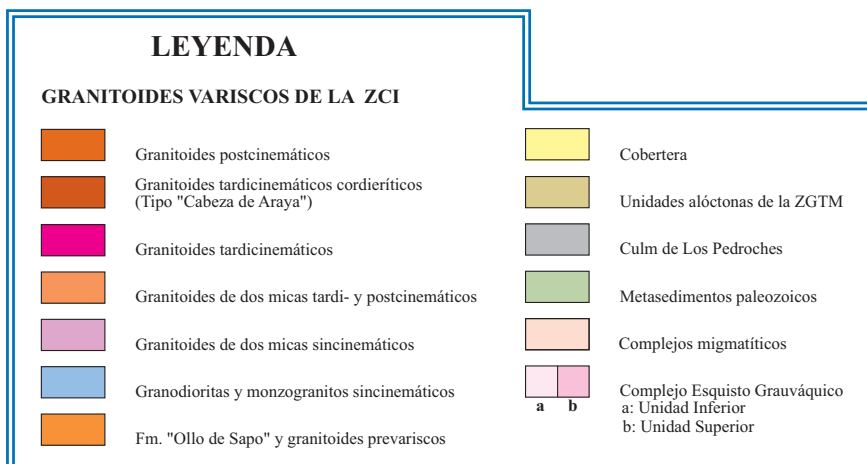 LEYENDA
GRANITOIDES VARISCOS DE LA ZCI
Granitoides postcinemáticos
Granitoides tardicinemáticos cordieríticos
(Tipo "Cabeza de Araya")
Granitoides tardicinemáticos
Granitoides de dos micas tardi- y postcinemáticos
Granitoides de dos micas sincinemáticos
Granodioritas y monzogranitos sincinemáticos
Fm. "Ollo de Sapo" y granitoides prevariscos
Cobertera
Unidades alóctonas de la ZGTM
Culm de Los Pedroches
Metasedimentos paleozoicos
Complejos migmatíticos
Complejo Esquisto Grauváquico
a b
a: Unidad Inferior
b: Unidad Superior